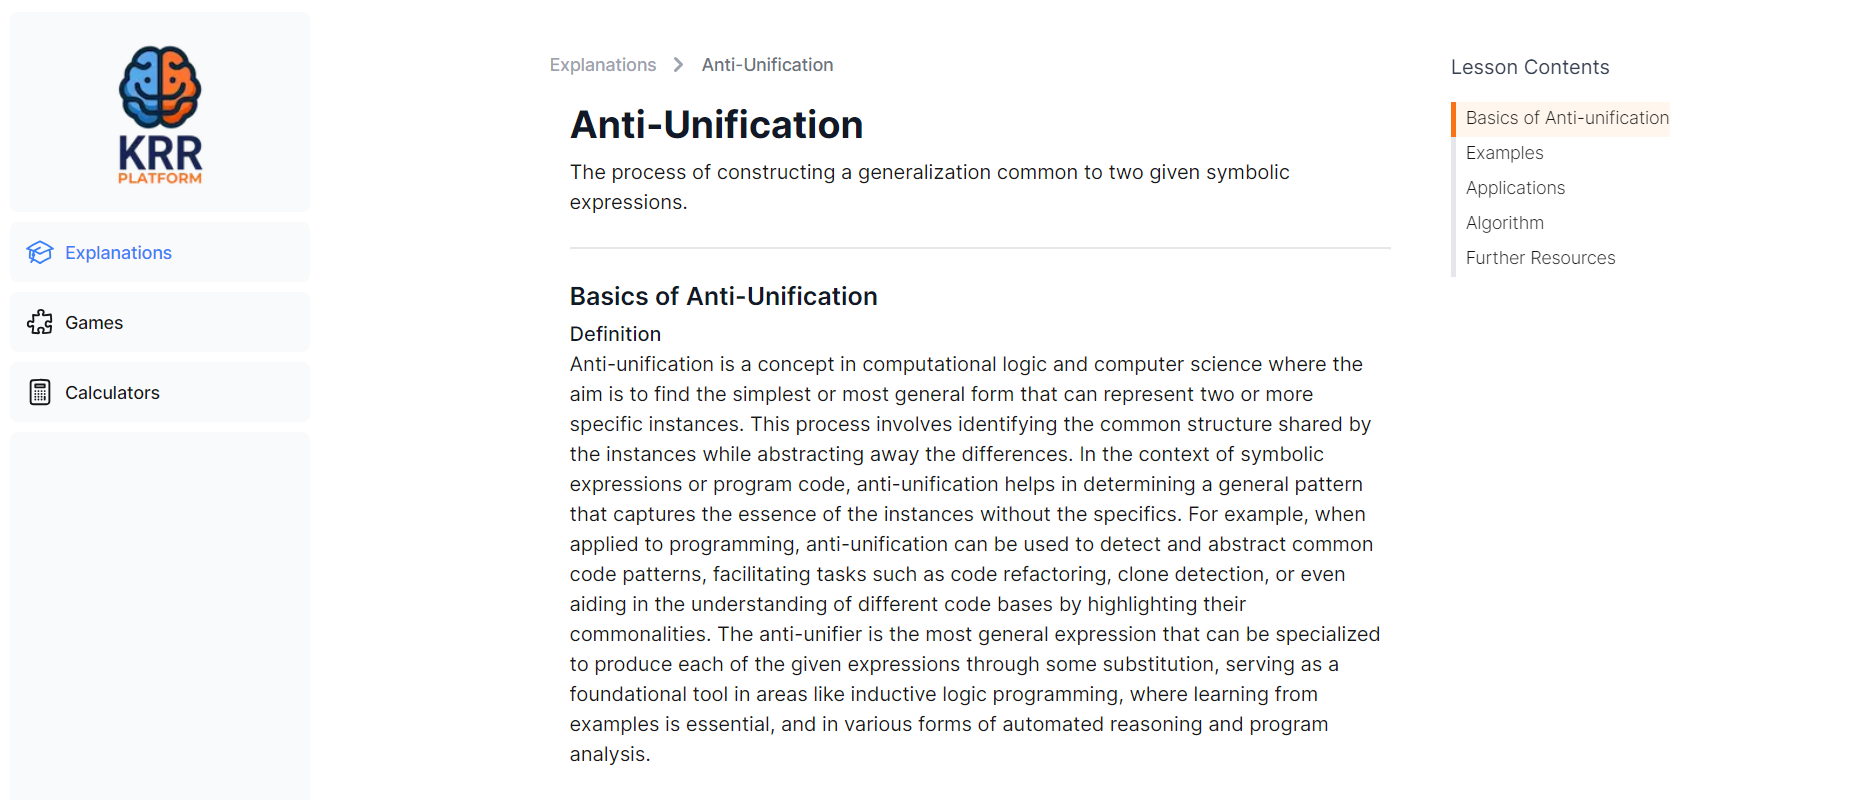 KRR
PLATFORM
Explanations
Games
Calculators
Explanations > Anti-Unification
Anti-Unification
The process of constructing a generalization common to two given symbolic
expressions.
Basics of Anti-Unification
Definition
Anti-unification is a concept in computational logic and computer science where the
aim is to find the simplest or most general form that can represent two or more
specific instances. This process involves identifying the common structure shared by
the instances while abstracting away the differences. In the context of symbolic
expressions or program code, anti-unification helps in determining a general pattern
that captures the essence of the instances without the specifics. For example, when
applied to programming, anti-unification can be used to detect and abstract common
code patterns, facilitating tasks such as code refactoring, clone detection, or even
aiding in the understanding of different code bases by highlighting their
commonalities. The anti-unifier is the most general expression that can be specialized
to produce each of the given expressions through some substitution, serving as a
foundational tool in areas like inductive logic programming, where learning from
examples is essential, and in various forms of automated reasoning and program
analysis.
Lesson Contents
Basics of Anti-unification
Examples
Applications
Algorithm
Further Resources